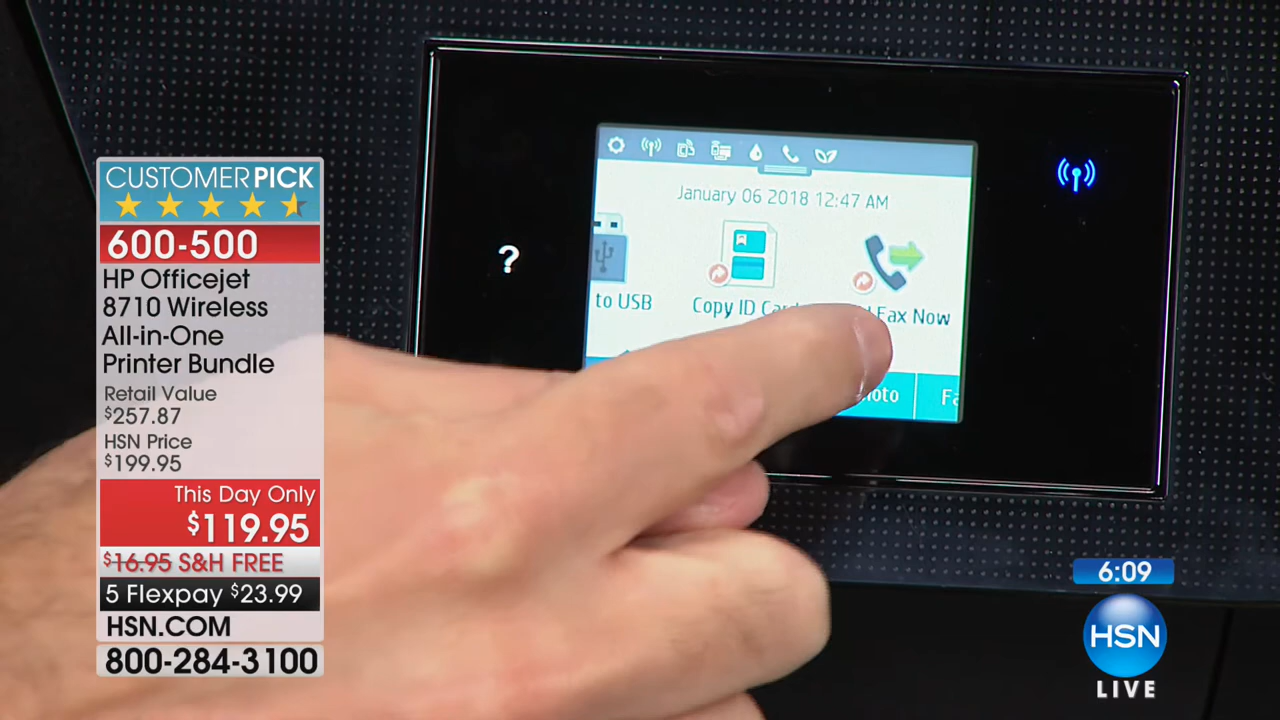 CUSTOMER PICK
600-500
HP Officejet
8710 Wireless
All-in-One
Printer Bundle
Retail Value
$257.87
HSN Price
$199.95
This Day Only
$119.95
$16.95 S&H FREE
5 Flexpay $23.99
HSN.COM
800-284-3100
January 06 2018 12:47 AM
?
to USB
Copy ID
Fax Now
6:09
HSN
LIVE